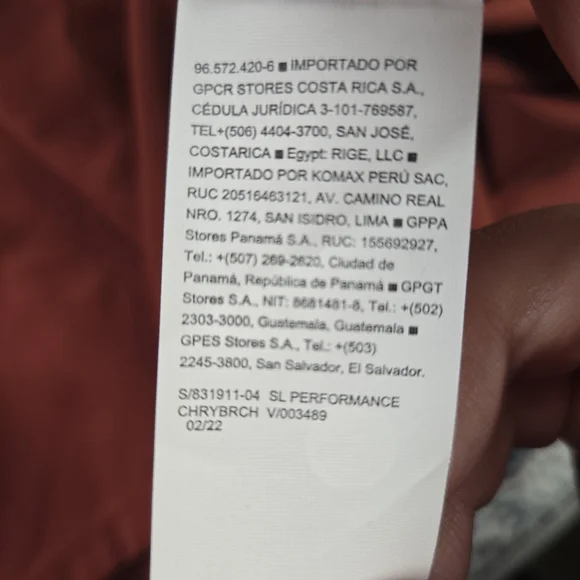 96.572.420-6 ■ IMPORTADO POR
GPCR STORES COSTA RICA S.A.,
CÉDULA JURÍDICA 3-101-769587,
TEL+(506) 4404-3700, SAN JOSÉ,
COSTARICA ■ Egypt: RIGE, LLC ■
IMPORTADO POR KOMAX PERÚ SAC,
RUC 20516463121, AV. CAMINO REAL
NRO. 1274, SAN ISIDRO, LIMA ■ GPPA
Stores Panamá S.A., RUC: 155692927,
Tel.: +(507) 269-2620, Ciudad de
Panamá, República de Panamá ■ GPGT
Stores S.A., NIT: 8681481-8, Tel.: +(502)
2303-3000, Guatemala, Guatemala ■
GPES Stores S.A., Tel.: +(503)
2245-3800, San Salvador, El Salvador.
S/831911-04 SL PERFORMANCE
CHRYBRCH V/003489
02/22